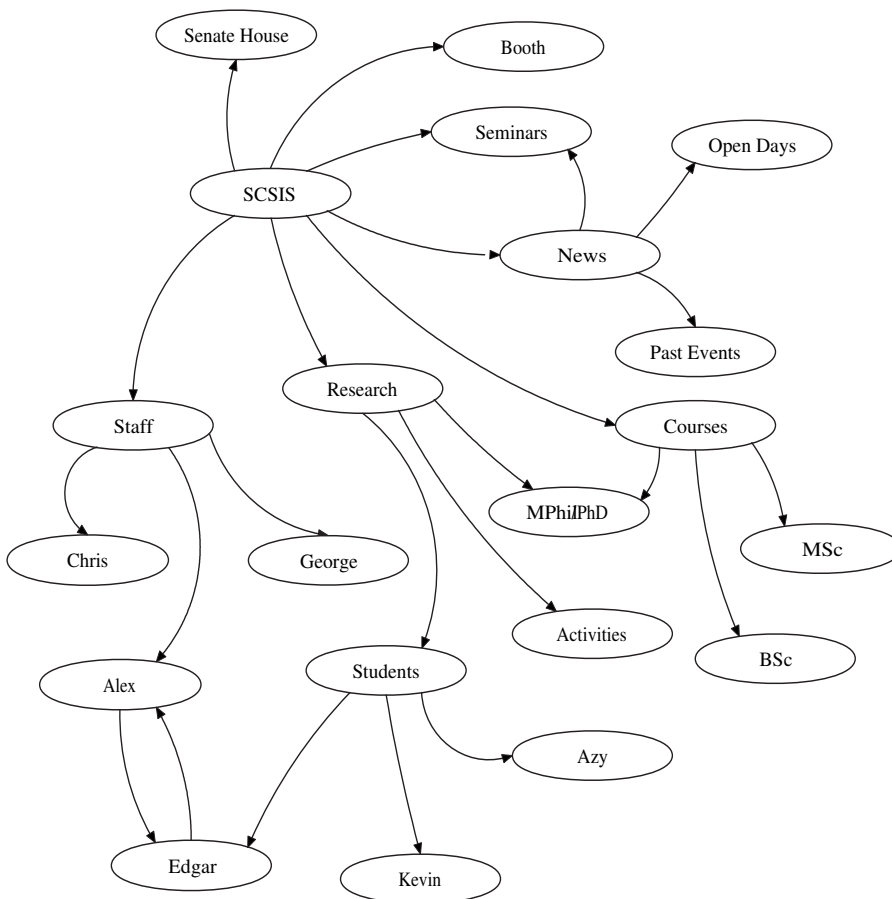 Senate House
Booth
Seminars
Open Days
SCSIS
News
Past Events
Research
Staff
Courses
MPhil/PhD
MSc
Chris
George
Activities
BSc
Students
Alex
Azy
Edgar
Kevin